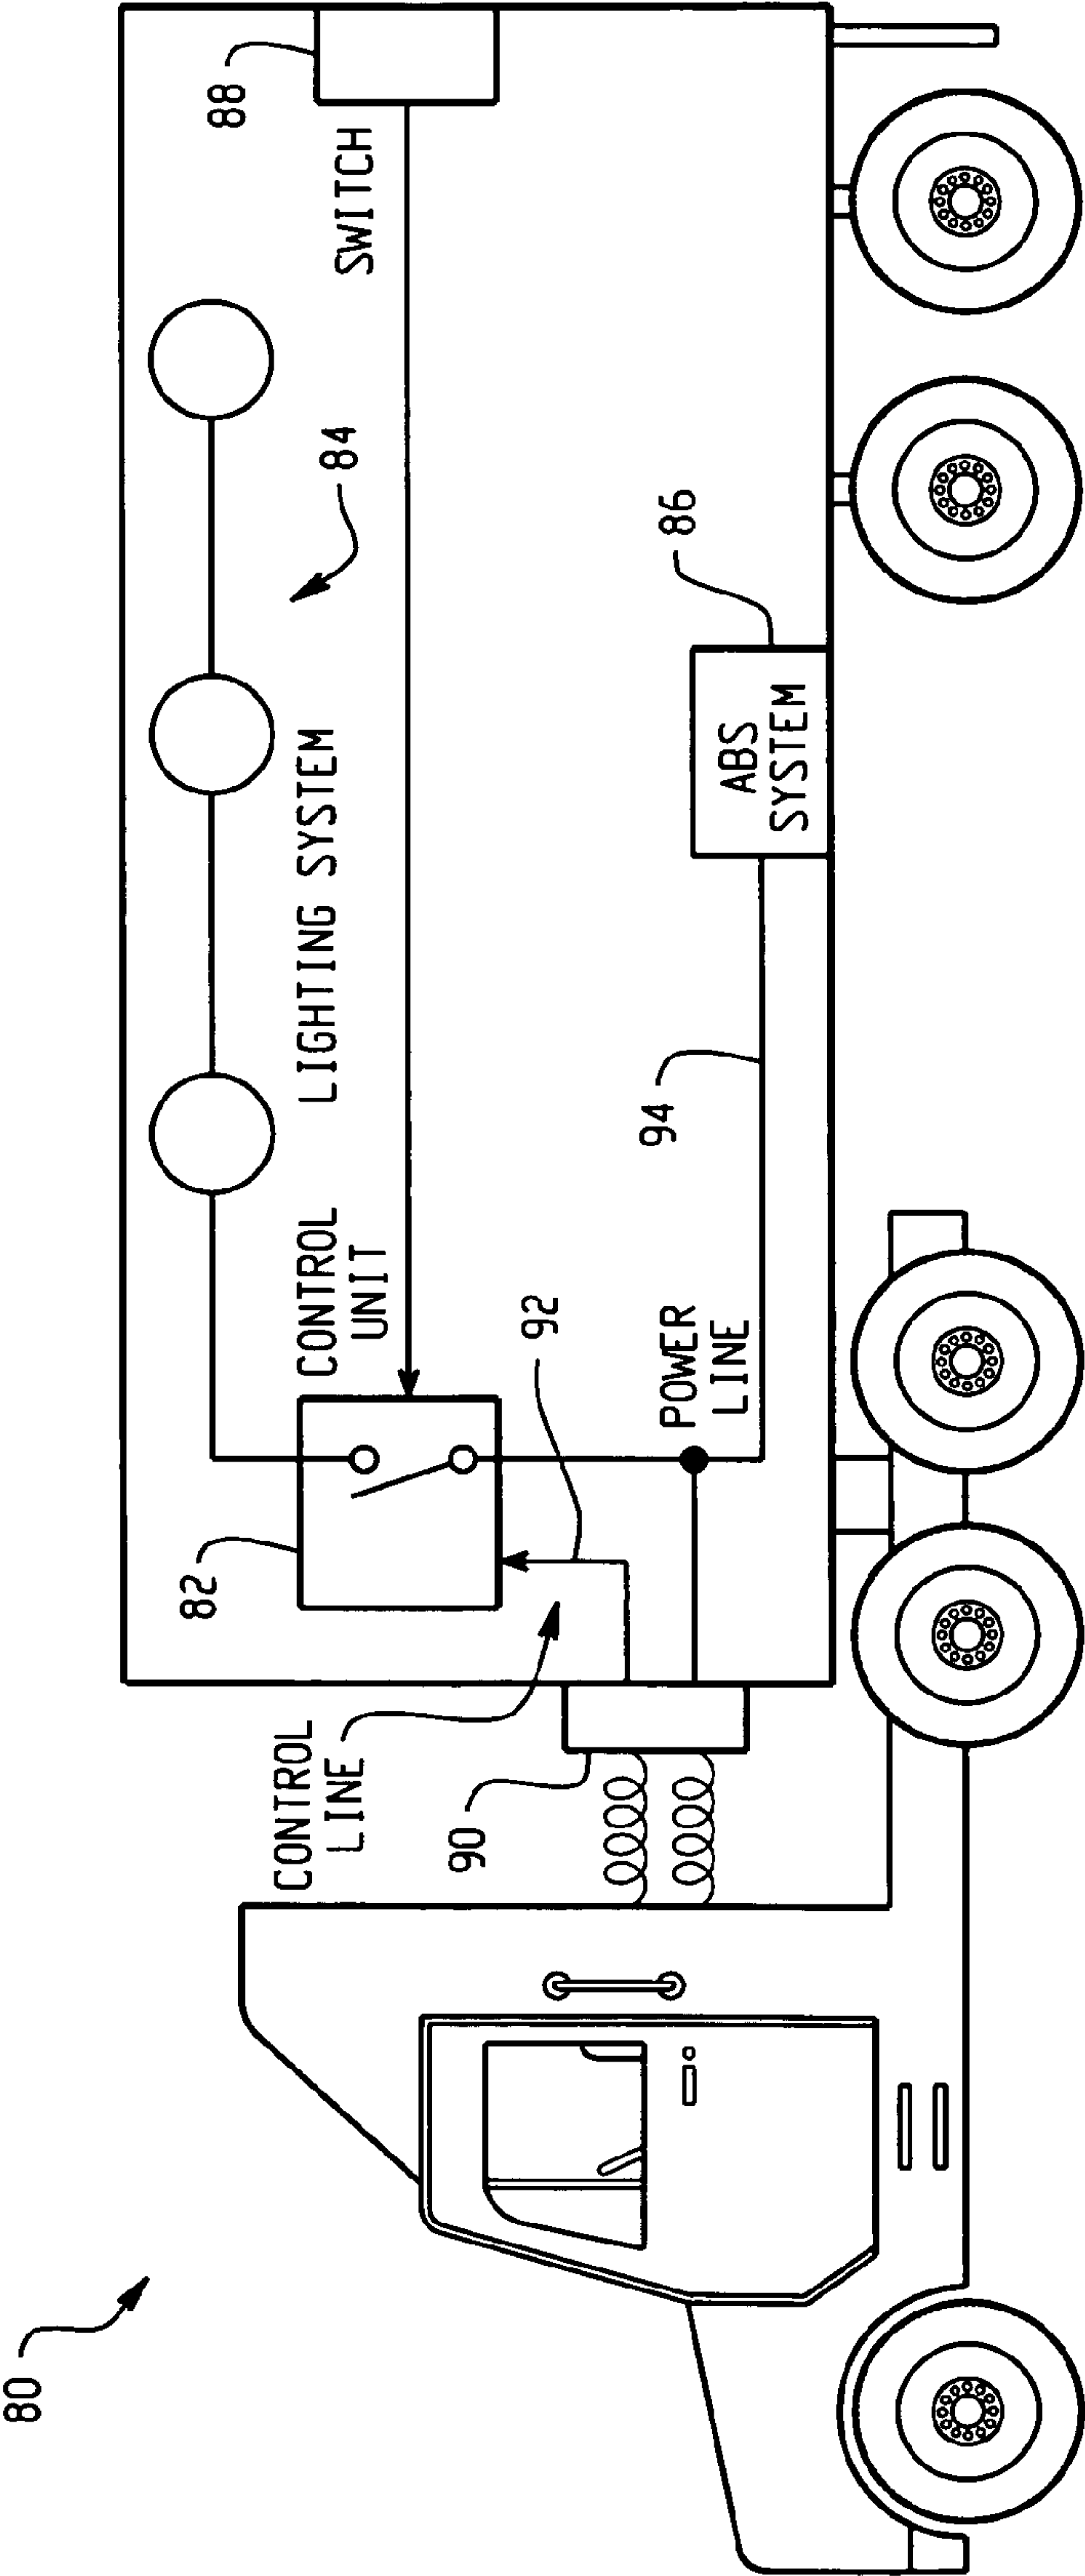 80
CONTROL
LINE
90
82
CONTROL
UNIT
92
POWER
LINE
LIGHTING SYSTEM
84
94
ABS
SYSTEM
86
SWITCH
88